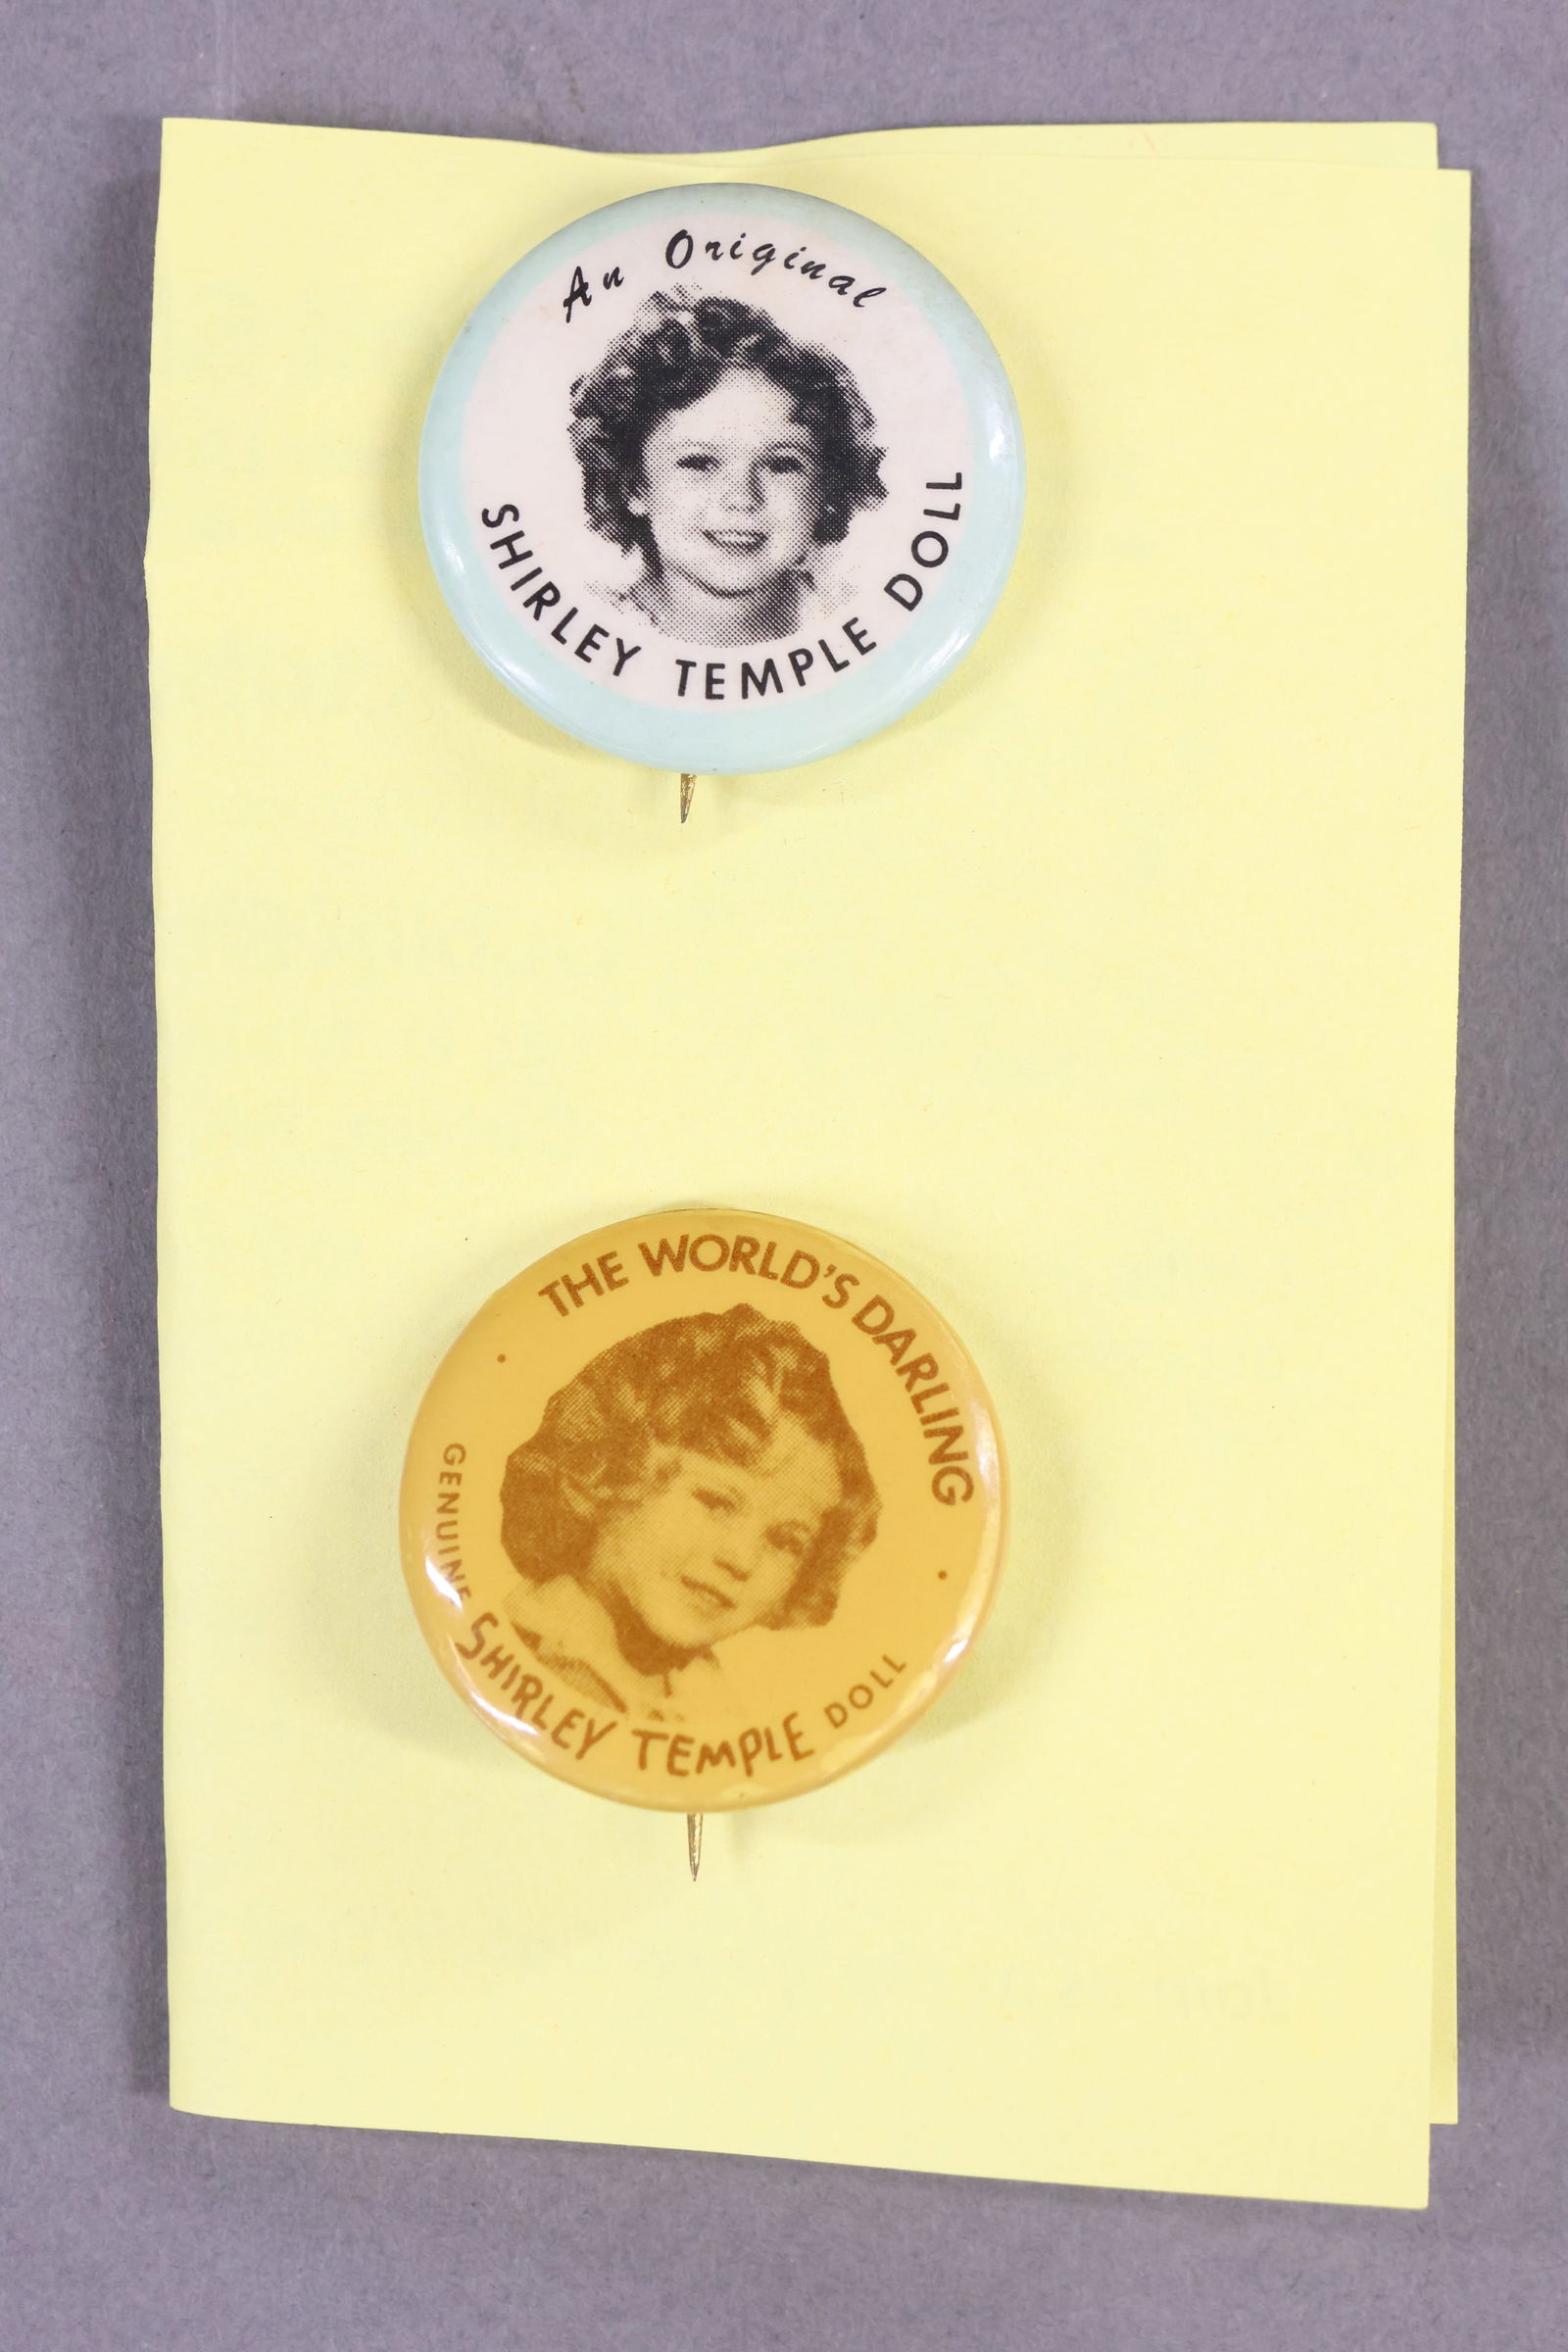 An Original
SHIRLEY TEMPLE DOLL
THE WORLD'S DARLING
GENUINE SHIRLEY TEMPLE DOLL